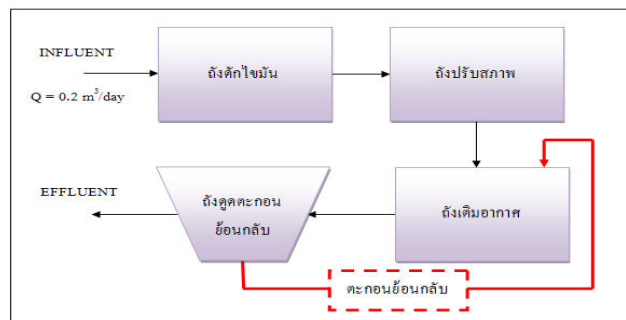 INFLUENT
Q = 0.2 m³/day
ถังดักไขมัน
ถังปรับสภาพ
EFFLUENT
ถังดูดตะกอน
ย้อนกลับ
ถังเติมอากาศ
ตะกอนย้อนกลับ